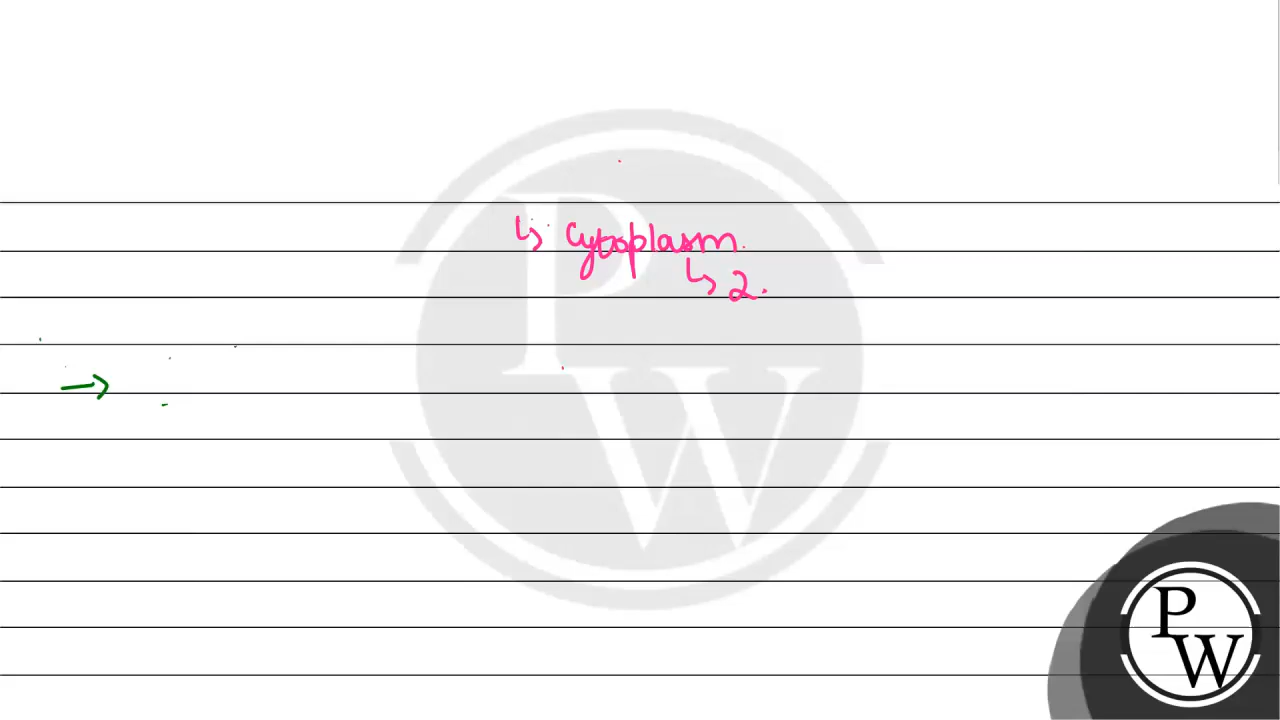 ↳ Cytoplasm.
↳ 2.
→
P
W
P
W